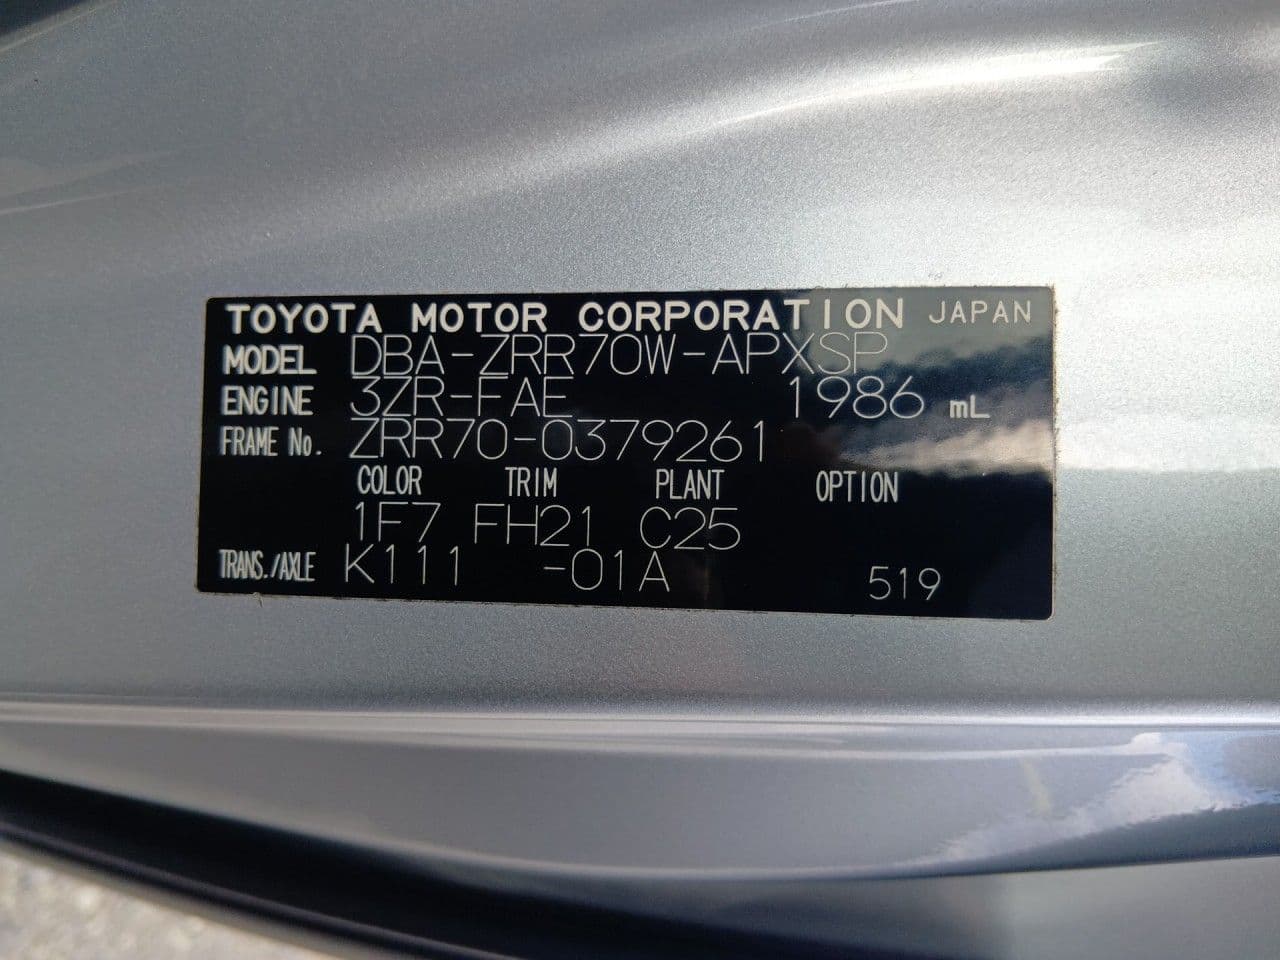 TOYOTA MOTOR CORPORATION JAPAN
MODEL DBA-ZRR70W-APXSP
ENGINE 3ZR-FAE 1986 mL
FRAME No. ZRR70-0379261
COLOR TRIM PLANT OPTION
1F7 FH21 C25
TRANS./AXLE K111 -01A 519